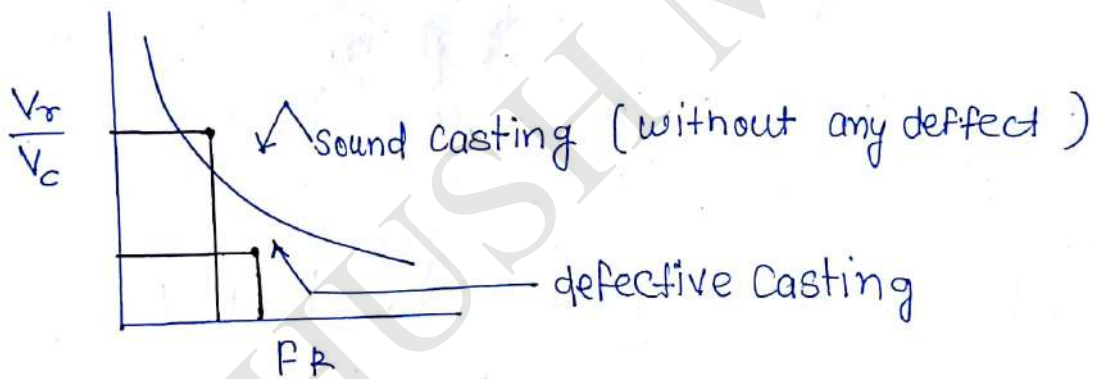 Vr
Vc
sound casting (without any deffect)
defective casting
FR